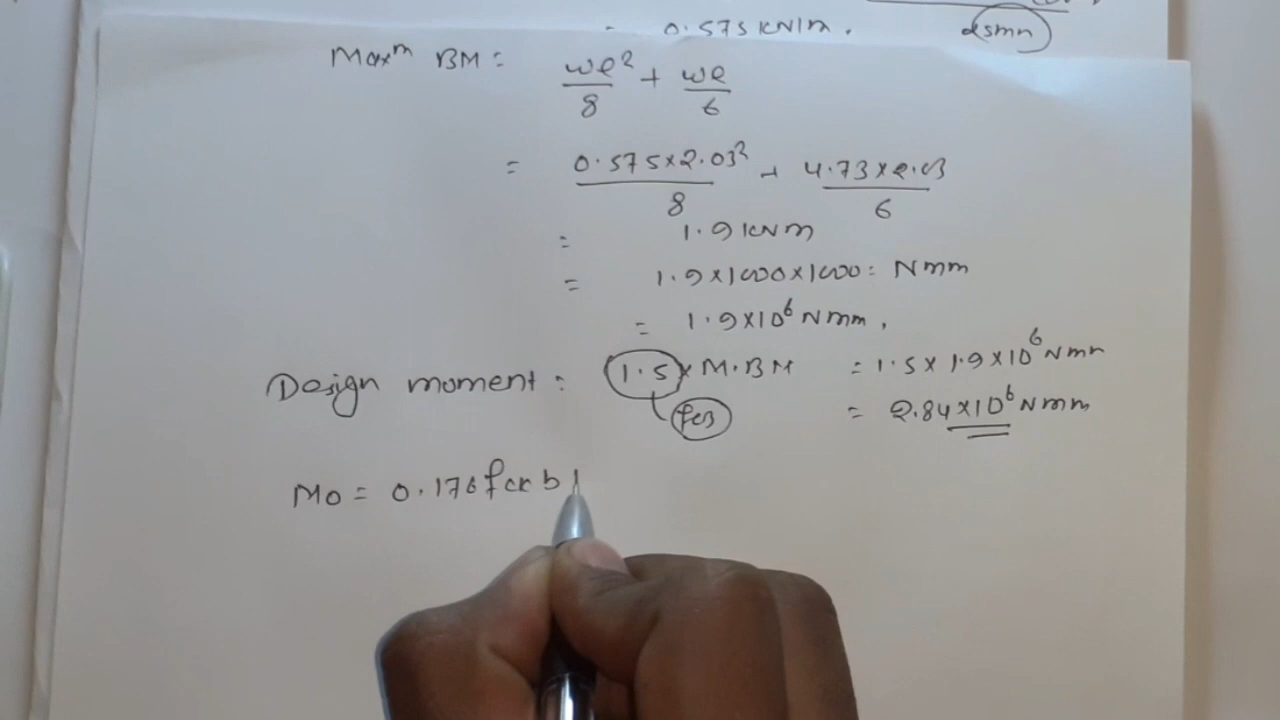 = 0.575 KN/m.
dsmn
Maxᵐ BM = wl²/8 + wl/6
= 0.575×2.03²/8 + 4.73×2.03/6
= 1.9 KNm
= 1.9×1000×1000 = Nmm
= 1.9×10⁶ Nmm,
Design moment = 1.5 × M.BM = 1.5 × 1.9×10⁶ Nmm
= 2.84×10⁶ Nmm
Mo = 0.176 fck b